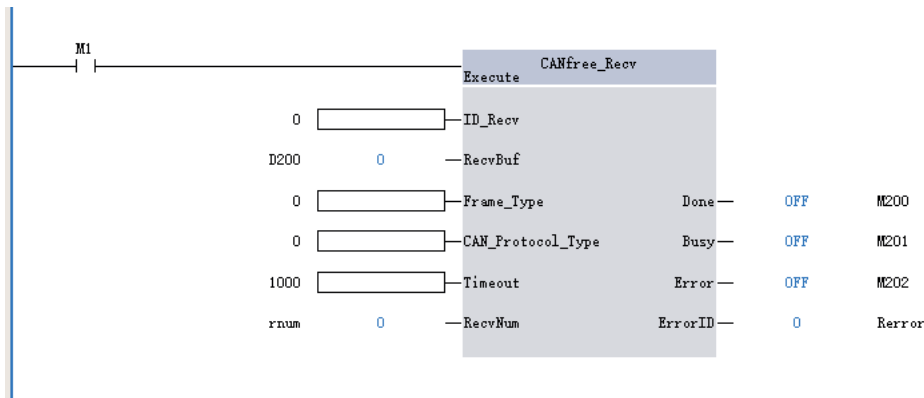 M1
CANfree_Recv
Execute
0 ID_Recv
D200 0 RecvBuf
0 Frame_Type Done OFF M200
0 CAN_Protocol_Type Busy OFF M201
1000 Timeout Error OFF M202
rnum 0 RecvNum ErrorID 0 Rerror